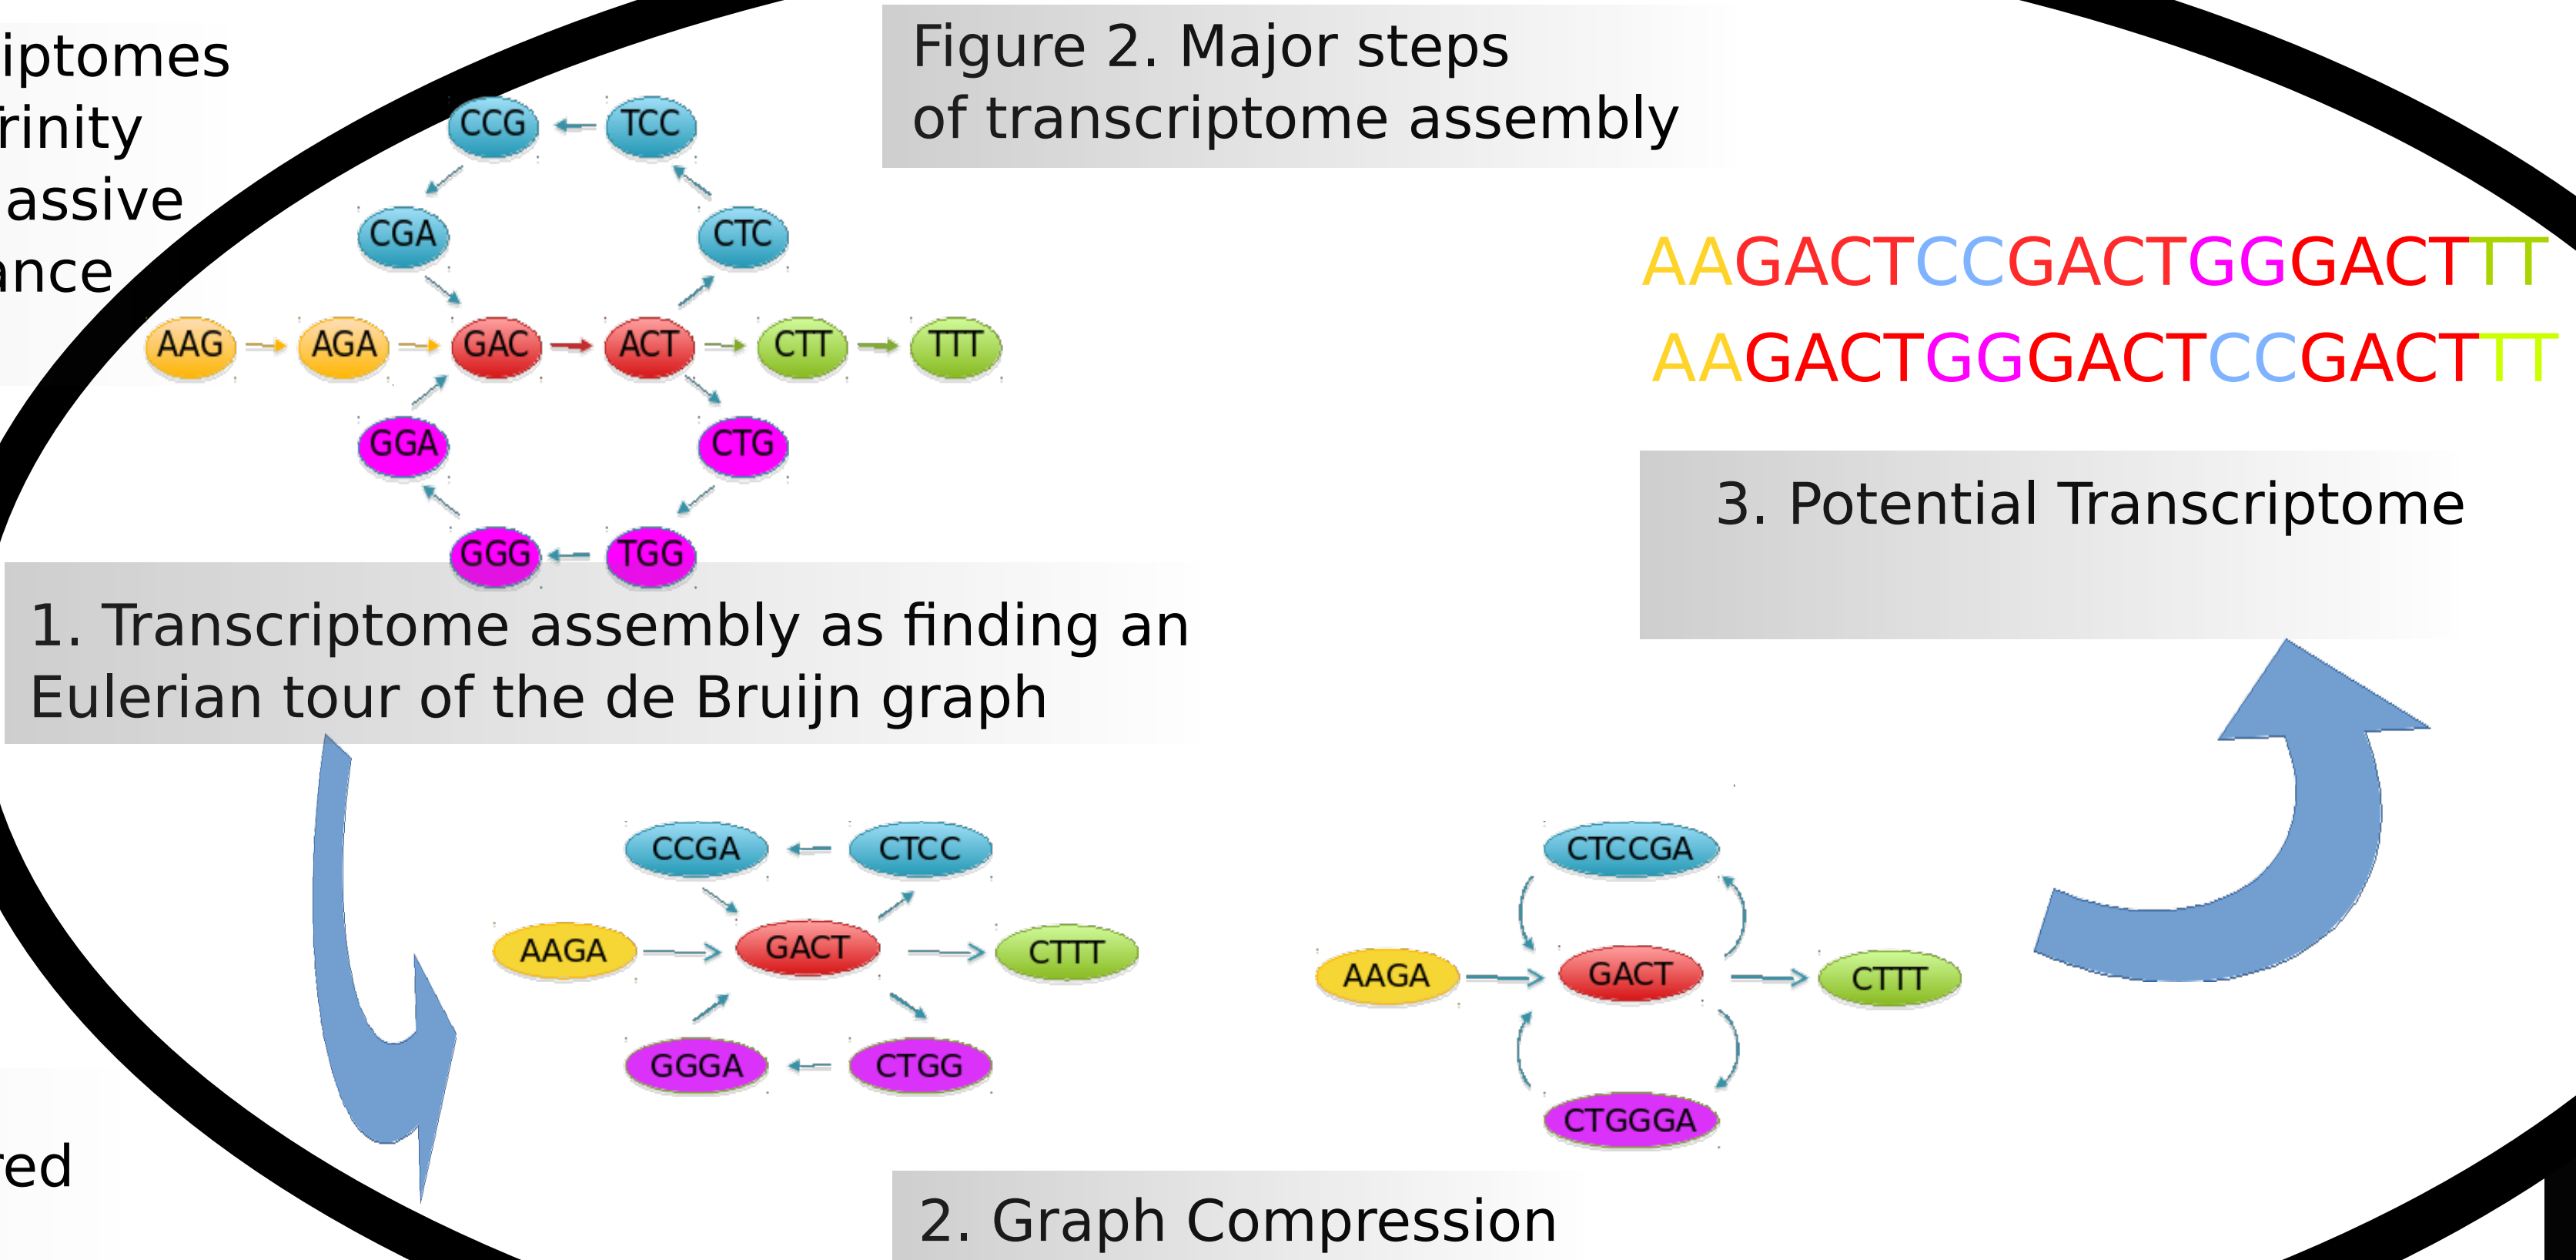 iptomes
rinity
assive
ance
Figure 2. Major steps
of transcriptome assembly
CCG TCC
CGA CTC
AAG AGA GAC ACT CTT TTT
GGA CTG
GGG TGG
1. Transcriptome assembly as finding an
Eulerian tour of the de Bruijn graph
AAGACTCCGACTGGGACTTT
AAGACTGGGACTCCGACTTT
3. Potential Transcriptome
CCGA CTCC
AAGA GACT CTTT
GGGA CTGG
CTCCGA
AAGA GACT CTTT
CTGGGA
red
2. Graph Compression